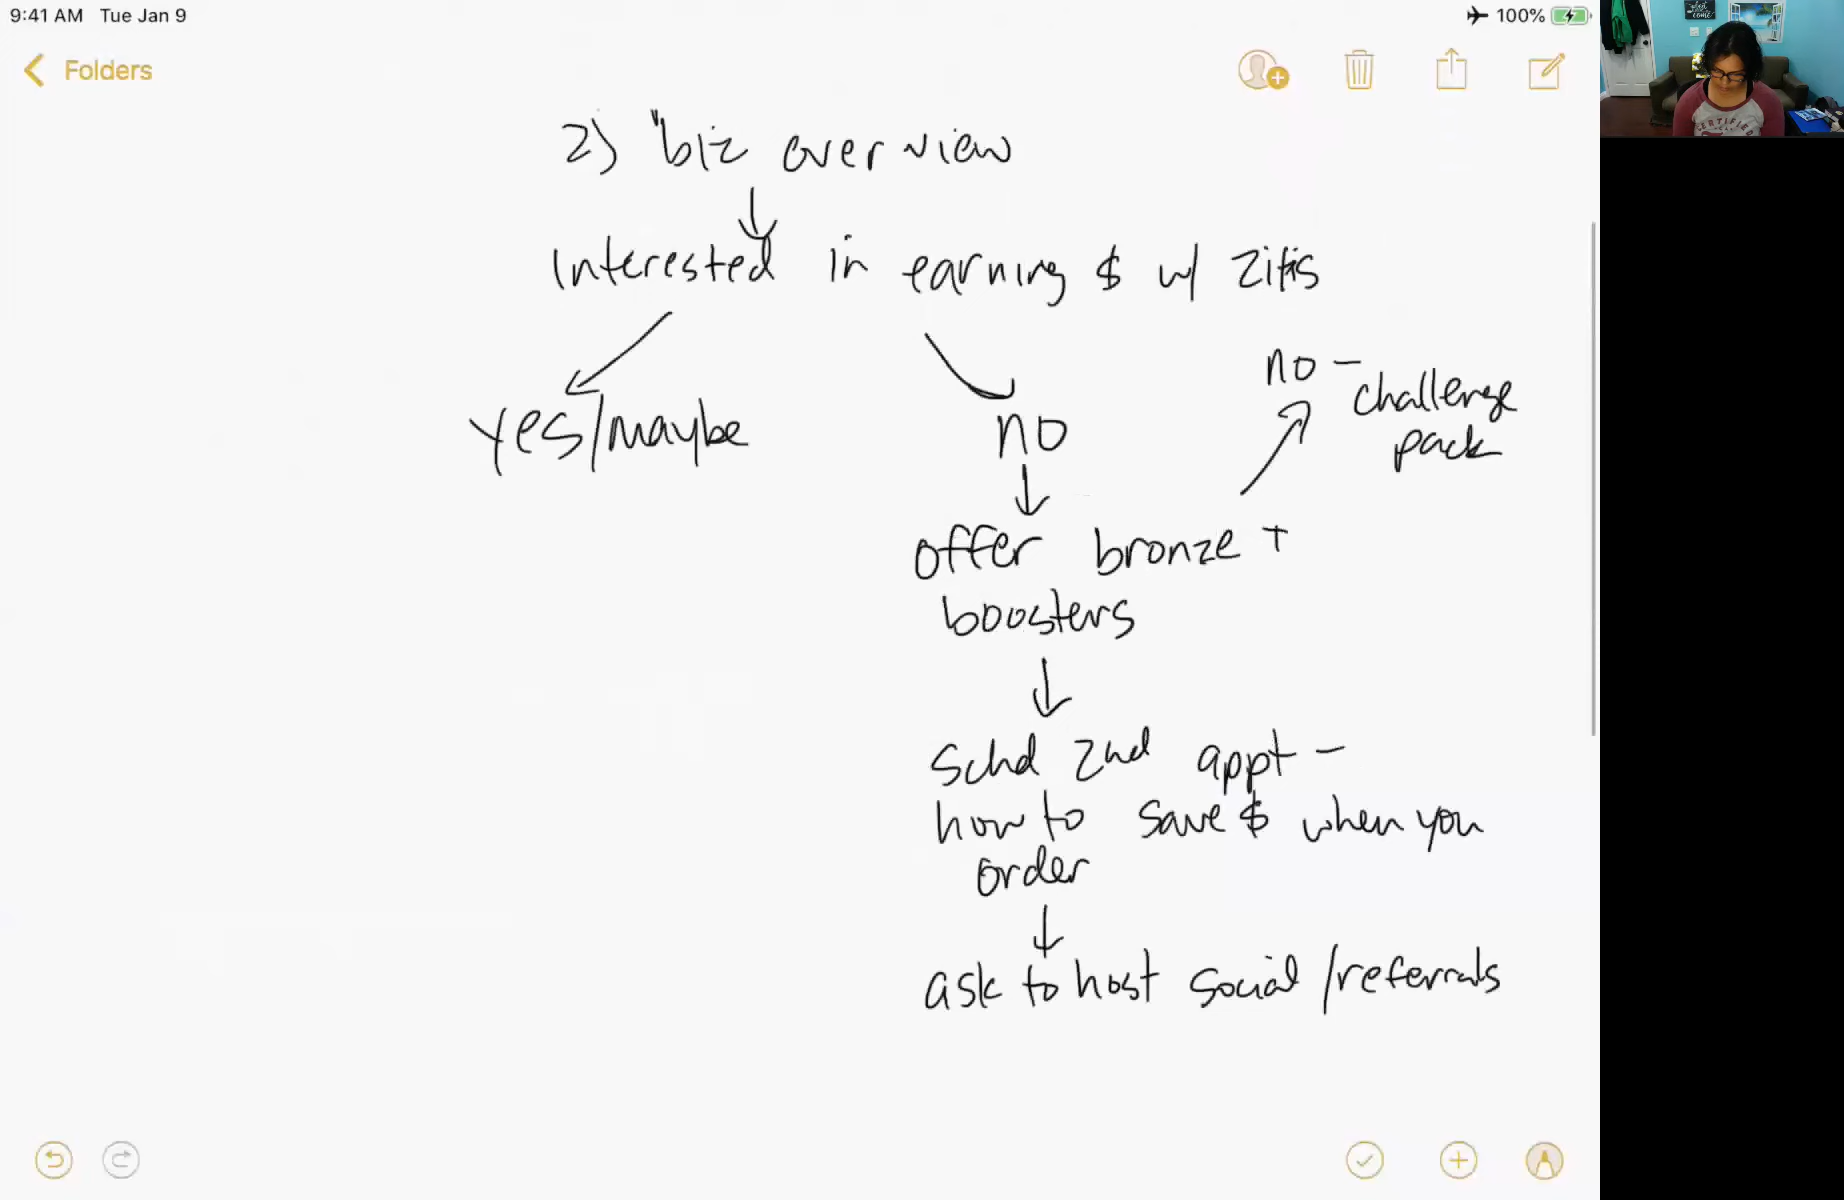 9:41 AM Tue Jan 9
100%
Folders
2) "biz overview
Interested in earning $ w/ Zifis
yes/maybe
no
no -
challenge
pack
offer bronze +
boosters
Schd 2nd appt -
how to save $ when you
order
ask to host social /referrals
CERTIFIED